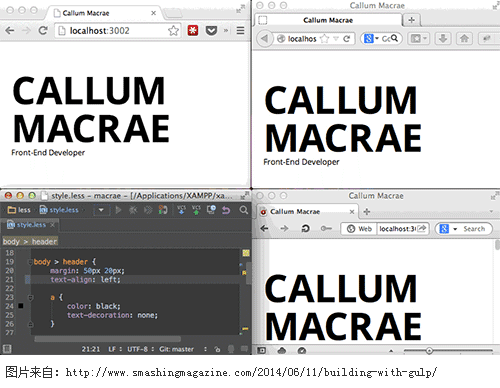 Callum Macrae
localhost:3002
CALLUM
MACRAE
Front-End Developer
Callum Macrae
Callum Macrae
localhos
CALLUM
MACRAE
Front-End Developer
style.less – macrae – [/Applications/XAMPP/xa
less
style.less
style.less
body > header
18
19
20
21
22
23
24
25
26
body > header {
margin: 50px 20px;
text-align: left;
a {
color: black;
text-decoration: none;
}
21:21
LF
UTF-8
Git: master
Callum Macrae
Callum Macrae
Web
localhost:3
Search
CALLUM
MACRAE
图片来自：http://www.smashingmagazine.com/2014/06/11/building-with-gulp/